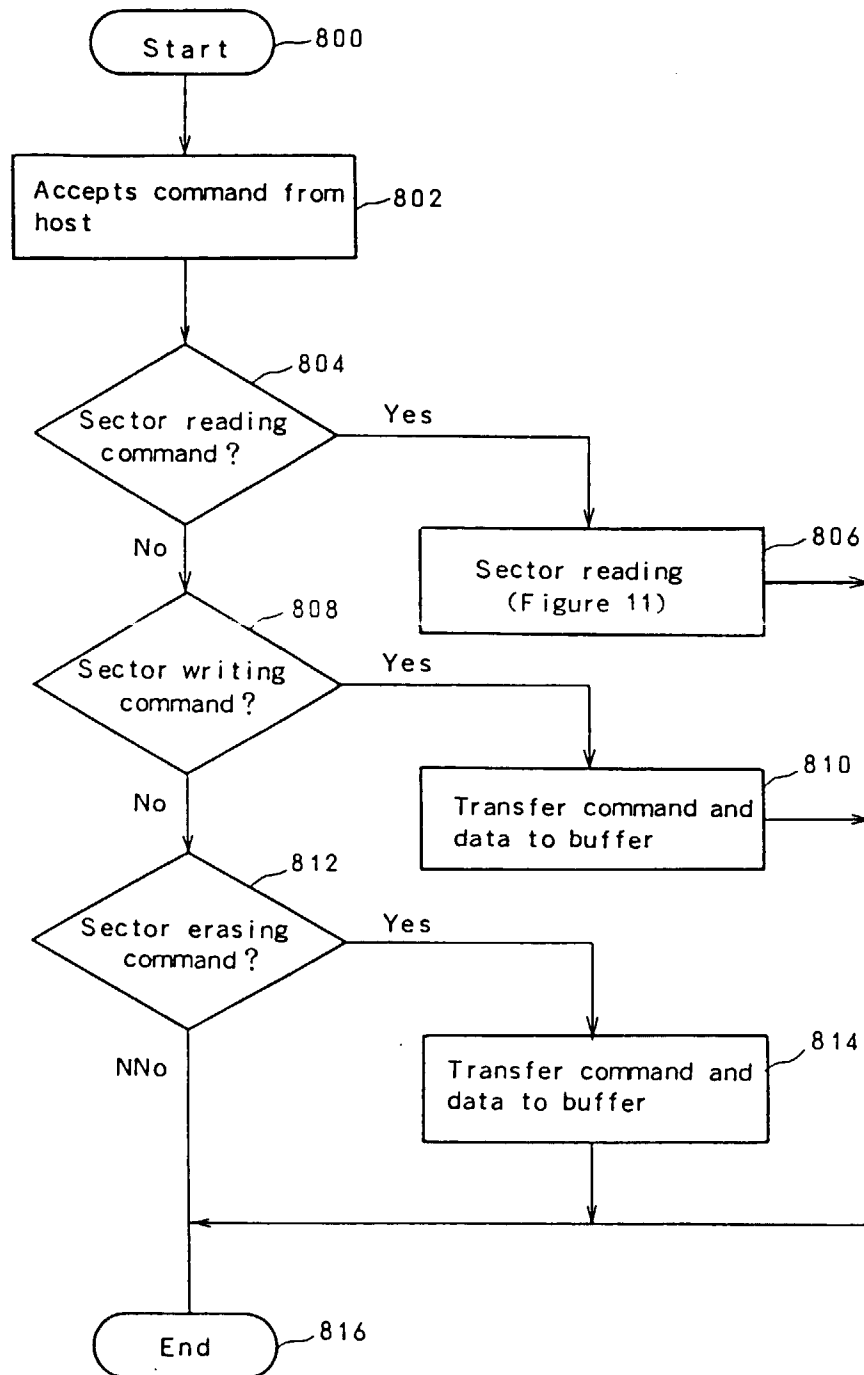 Start
800
Accepts command from
host
802
804
Sector reading
command?
Yes
No
806
Sector reading
(Figure 11)
808
Sector writing
command?
Yes
No
810
Transfer command and
data to buffer
812
Sector erasing
command?
Yes
NNo
814
Transfer command and
data to buffer
End
816